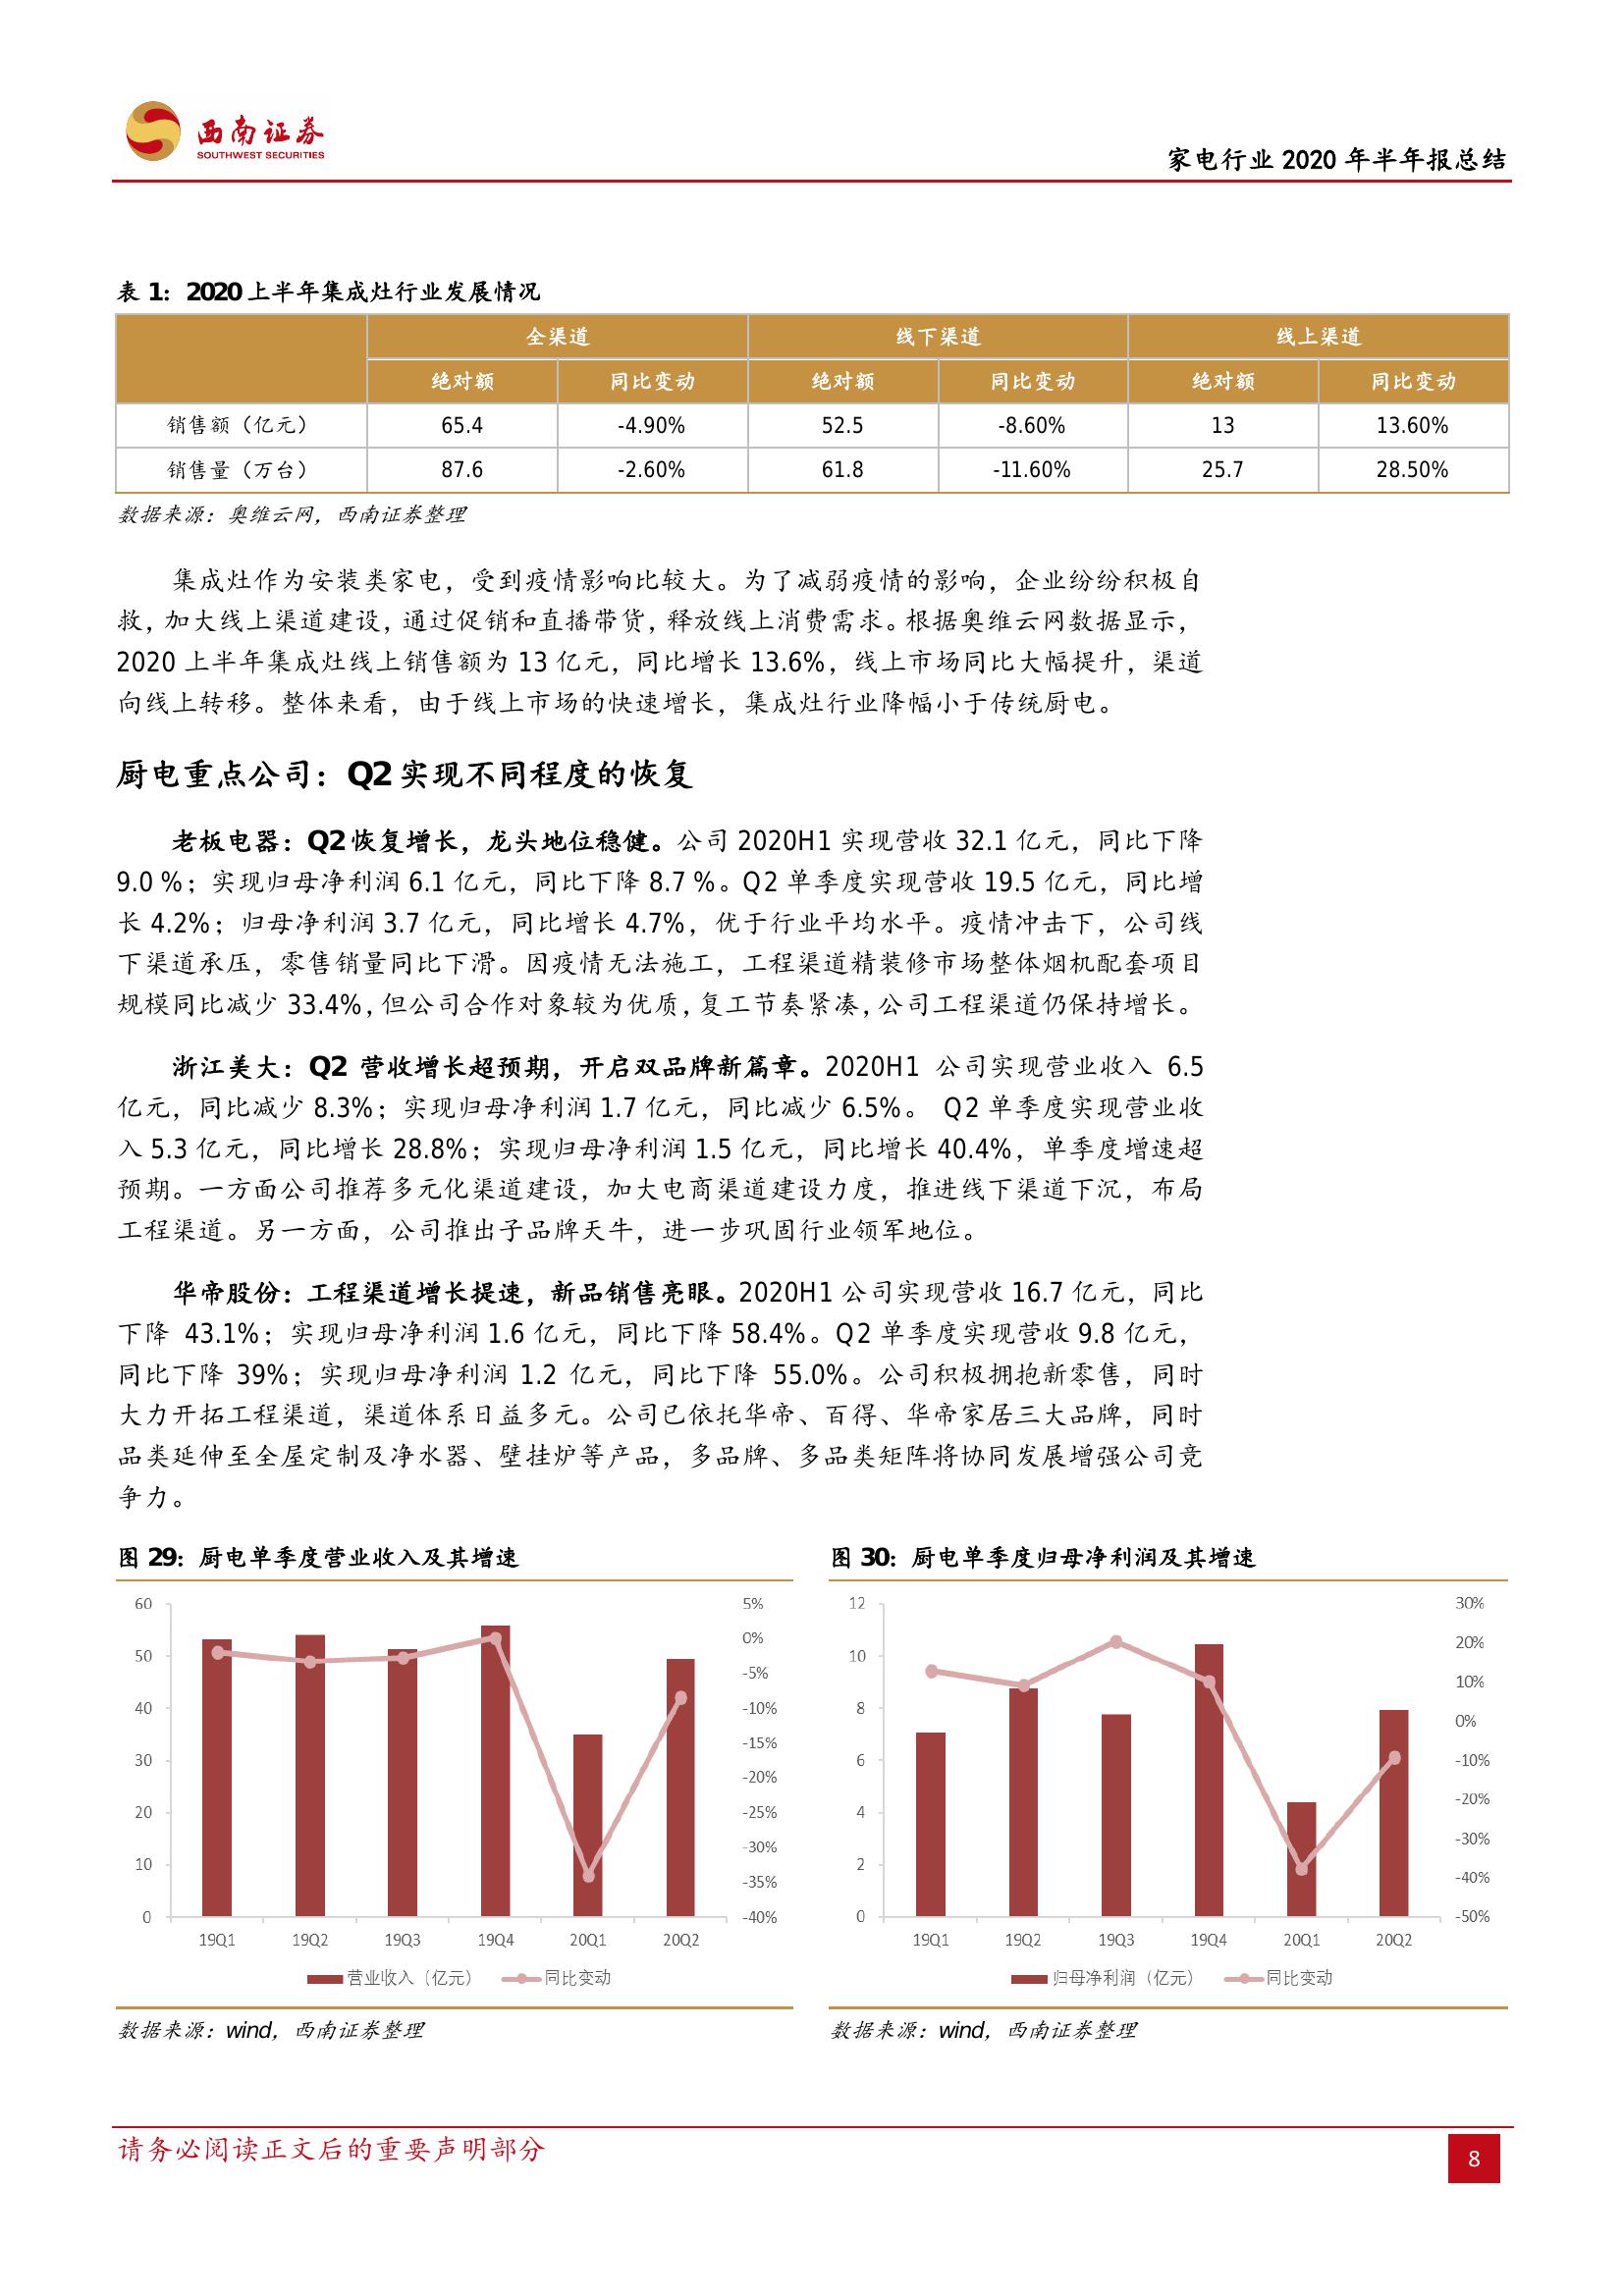 西南证券
SOUTHWEST SECURITIES
家电行业 2020 年半年报总结
表 1：2020 上半年集成灶行业发展情况
全渠道 线下渠道 线上渠道
绝对额 同比变动 绝对额 同比变动 绝对额 同比变动
销售额（亿元） 65.4 -4.90% 52.5 -8.60% 13 13.60%
销售量（万台） 87.6 -2.60% 61.8 -11.60% 25.7 28.50%
数据来源：奥维云网，西南证券整理
集成灶作为安装类家电，受到疫情影响比较大。为了减弱疫情的影响，企业纷纷积极自
救，加大线上渠道建设，通过促销和直播带货，释放线上消费需求。根据奥维云网数据显示，
2020 上半年集成灶线上销售额为 13 亿元，同比增长 13.6%，线上市场同比大幅提升，渠道
向线上转移。整体来看，由于线上市场的快速增长，集成灶行业降幅小于传统厨电。
厨电重点公司：Q2 实现不同程度的恢复
老板电器：Q2 恢复增长，龙头地位稳健。公司 2020H1 实现营收 32.1 亿元，同比下降
9.0 %；实现归母净利润 6.1 亿元，同比下降 8.7 %。Q2 单季度实现营收 19.5 亿元，同比增
长 4.2%；归母净利润 3.7 亿元，同比增长 4.7%，优于行业平均水平。疫情冲击下，公司线
下渠道承压，零售销量同比下滑。因疫情无法施工，工程渠道精装修市场整体烟机配套项目
规模同比减少 33.4%，但公司合作对象较为优质，复工节奏紧凑，公司工程渠道仍保持增长。
浙江美大：Q2 营收增长超预期，开启双品牌新篇章。2020H1 公司实现营业收入 6.5
亿元，同比减少 8.3%；实现归母净利润 1.7 亿元，同比减少 6.5%。 Q2 单季度实现营业收
入 5.3 亿元，同比增长 28.8%；实现归母净利润 1.5 亿元，同比增长 40.4%，单季度增速超
预期。一方面公司推荐多元化渠道建设，加大电商渠道建设力度，推进线下渠道下沉，布局
工程渠道。另一方面，公司推出子品牌天牛，进一步巩固行业领军地位。
华帝股份：工程渠道增长提速，新品销售亮眼。2020H1 公司实现营收 16.7 亿元，同比
下降 43.1%；实现归母净利润 1.6 亿元，同比下降 58.4%。Q2 单季度实现营收 9.8 亿元，
同比下降 39%；实现归母净利润 1.2 亿元，同比下降 55.0%。公司积极拥抱新零售，同时
大力开拓工程渠道，渠道体系日益多元。公司已依托华帝、百得、华帝家居三大品牌，同时
品类延伸至全屋定制及净水器、壁挂炉等产品，多品牌、多品类矩阵将协同发展增强公司竞
争力。
图 29：厨电单季度营业收入及其增速
60
50
40
30
20
10
0
5%
0%
-5%
-10%
-15%
-20%
-25%
-30%
-35%
-40%
19Q1 19Q2 19Q3 19Q4 20Q1 20Q2
营业收入（亿元） 同比变动
数据来源：wind，西南证券整理
图 30：厨电单季度归母净利润及其增速
12
10
8
6
4
2
0
30%
20%
10%
0%
-10%
-20%
-30%
-40%
-50%
19Q1 19Q2 19Q3 19Q4 20Q1 20Q2
归母净利润（亿元） 同比变动
数据来源：wind，西南证券整理
请务必阅读正文后的重要声明部分
8